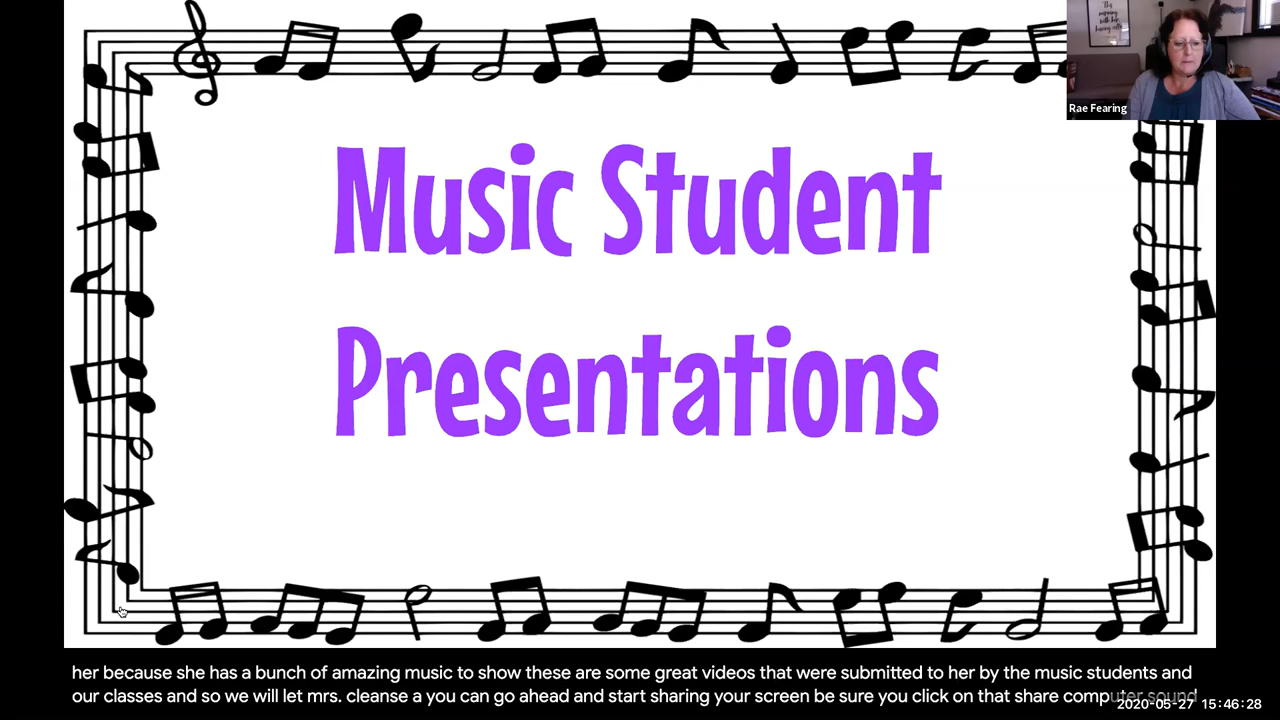 Rae Fearing
Music Student
Presentations
her because she has a bunch of amazing music to show these are some great videos that were submitted to her by the music students and
our classes and so we will let mrs. cleanse a you can go ahead and start sharing your screen be sure you click on that share computer sound
2020-05-27 15:46:28